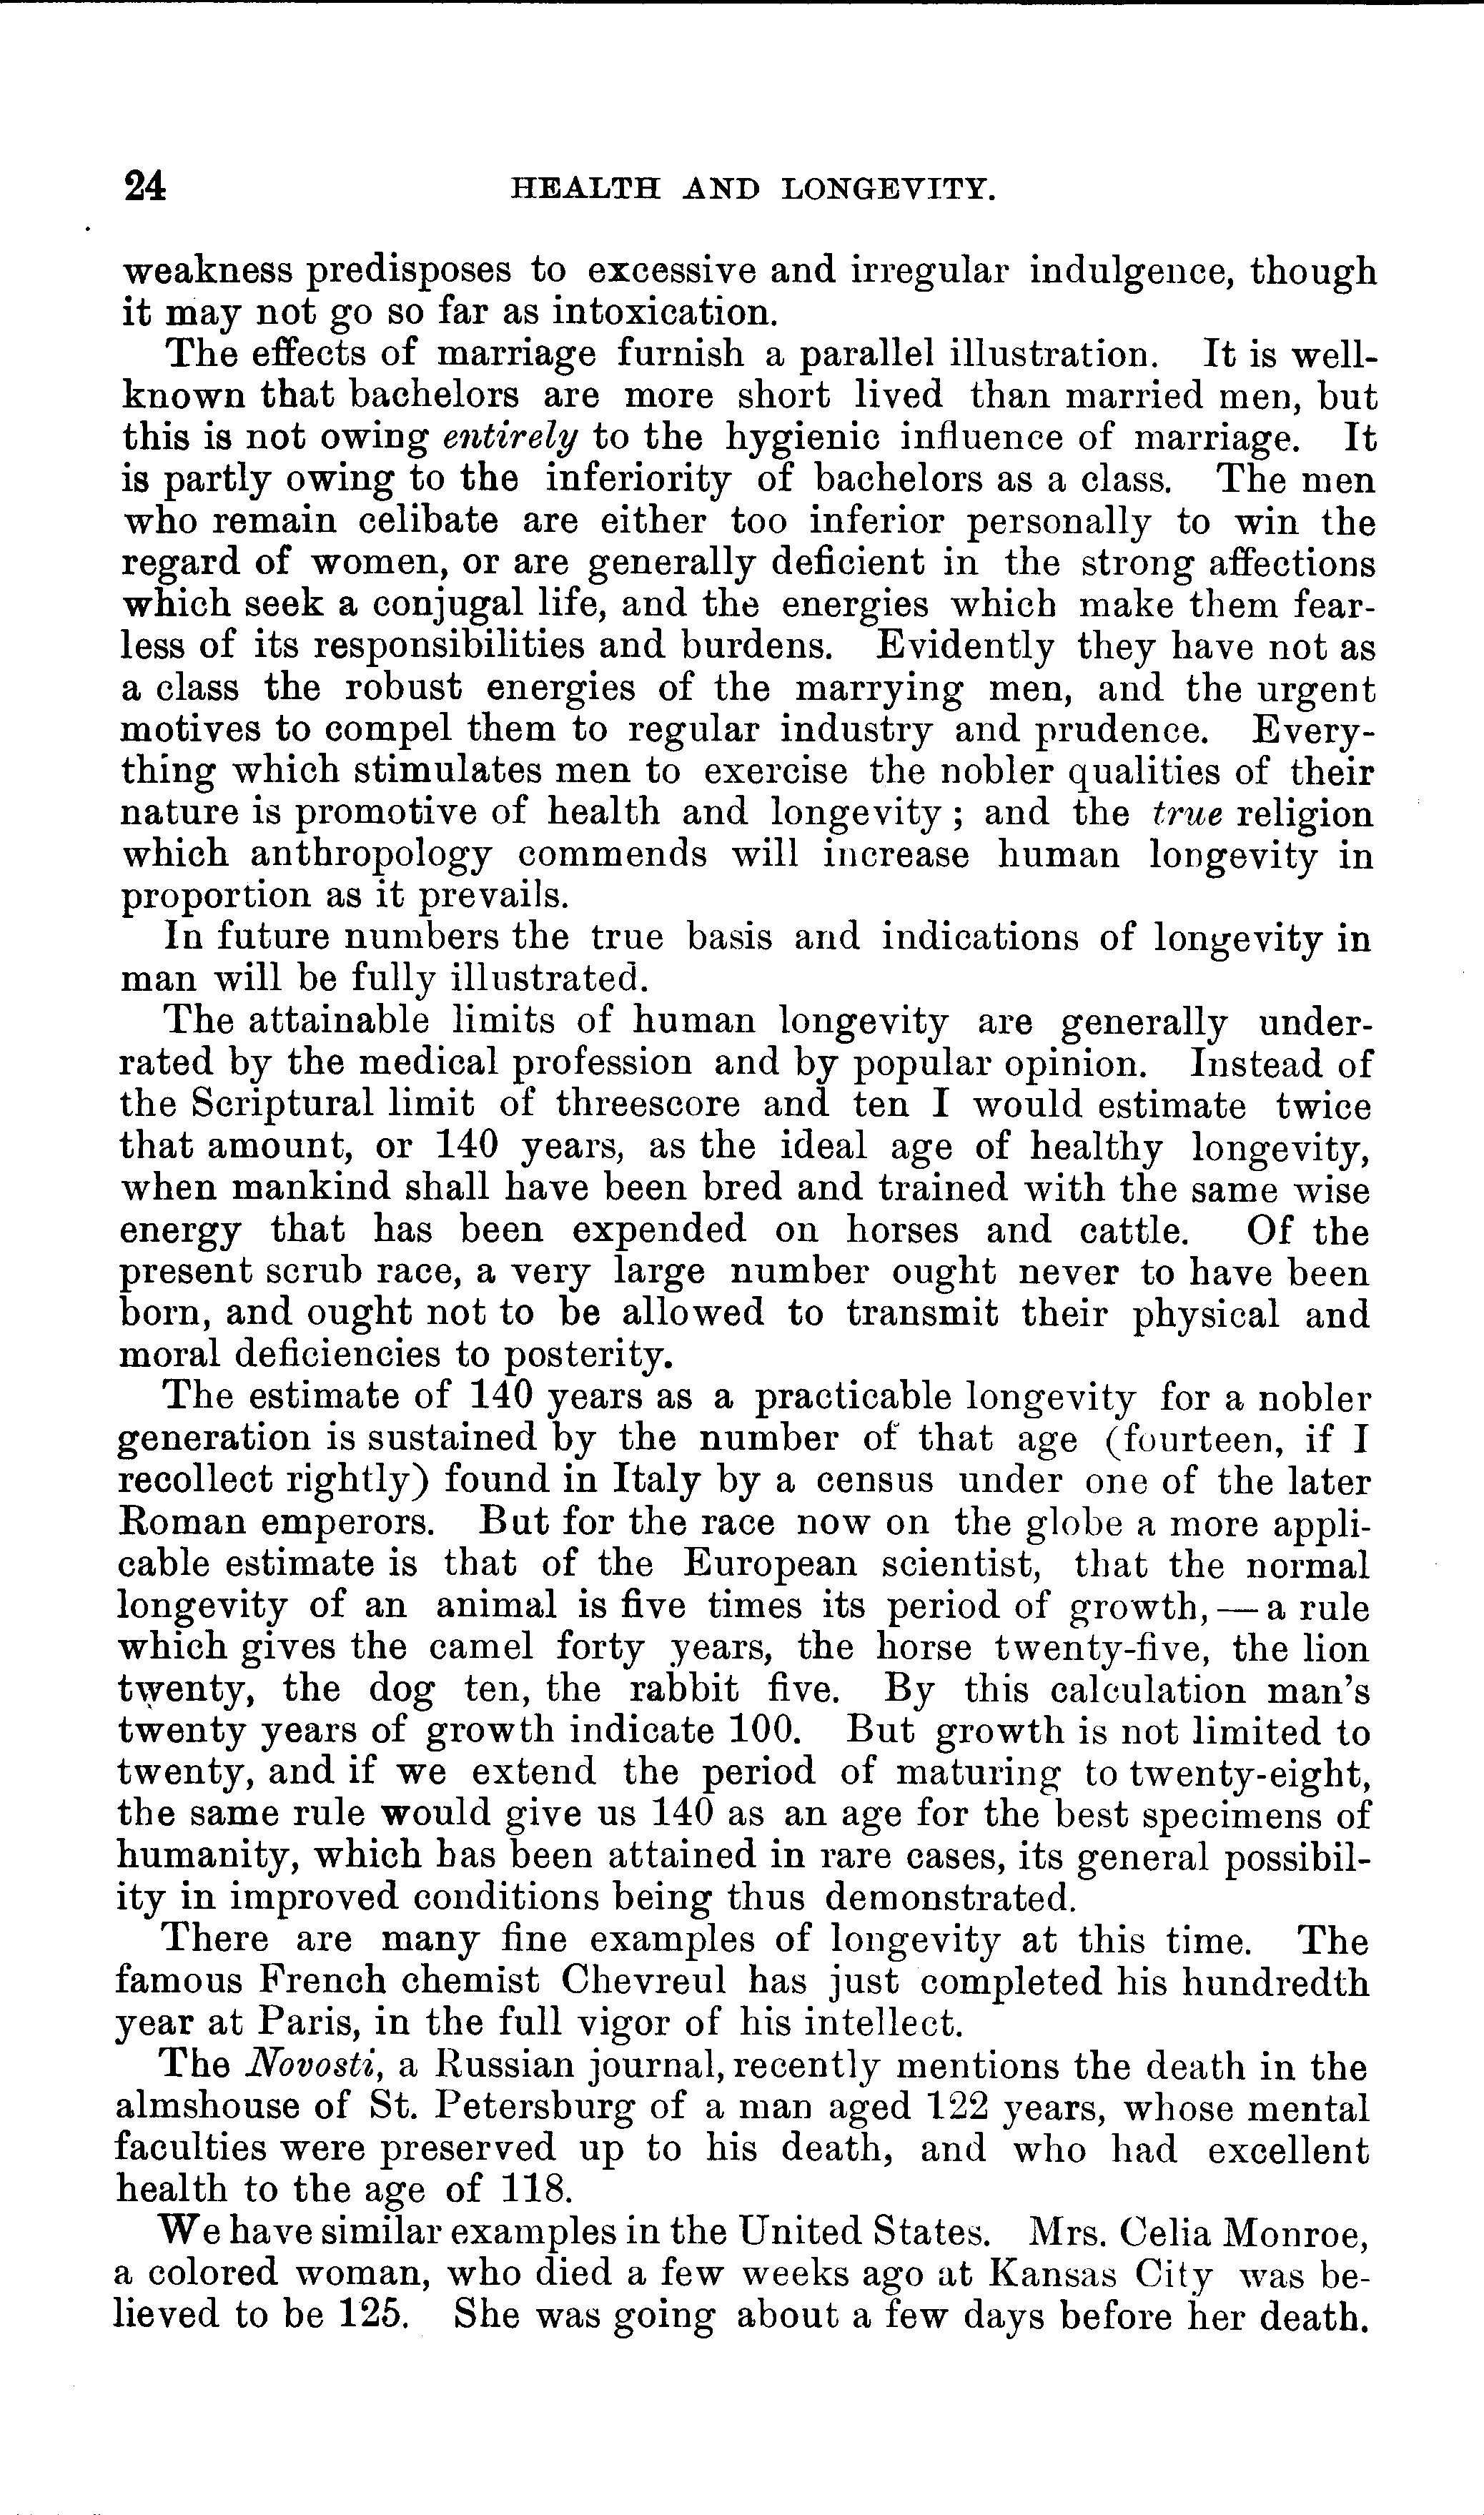 24 HEALTH AND LONGEVITY.
weakness predisposes to excessive and irregular indulgence, though
it may not go so far as intoxication.
The effects of marriage furnish a parallel illustration. It is well-
known that bachelors are more short lived than married men, but
this is not owing entirely to the hygienic influence of marriage. It
is partly owing to the inferiority of bachelors as a class. The men
who remain celibate are either too inferior personally to win the
regard of women, or are generally deficient in the strong affections
which seek a conjugal life, and the energies which make them fear-
less of its responsibilities and burdens. Evidently they have not as
a class the robust energies of the marrying men, and the urgent
motives to compel them to regular industry and prudence. Every-
thing which stimulates men to exercise the nobler qualities of their
nature is promotive of health and longevity; and the true religion
which anthropology commends will increase human longevity in
proportion as it prevails.
In future numbers the true basis and indications of longevity in
man will be fully illustrated.
The attainable limits of human longevity are generally under-
rated by the medical profession and by popular opinion. Instead of
the Scriptural limit of threescore and ten I would estimate twice
that amount, or 140 years, as the ideal age of healthy longevity,
when mankind shall have been bred and trained with the same wise
energy that has been expended on horses and cattle. Of the
present scrub race, a very large number ought never to have been
born, and ought not to be allowed to transmit their physical and
moral deficiencies to posterity.
The estimate of 140 years as a practicable longevity for a nobler
generation is sustained by the number of that age (fourteen, if I
recollect rightly) found in Italy by a census under one of the later
Roman emperors. But for the race now on the globe a more appli-
cable estimate is that of the European scientist, that the normal
longevity of an animal is five times its period of growth,—a rule
which gives the camel forty years, the horse twenty-five, the lion
twenty, the dog ten, the rabbit five. By this calculation man's
twenty years of growth indicate 100. But growth is not limited to
twenty, and if we extend the period of maturing to twenty-eight,
the same rule would give us 140 as an age for the best specimens of
humanity, which has been attained in rare cases, its general possibil-
ity in improved conditions being thus demonstrated.
There are many fine examples of longevity at this time. The
famous French chemist Chevreul has just completed his hundredth
year at Paris, in the full vigor of his intellect.
The Novosti, a Russian journal, recently mentions the death in the
almshouse of St. Petersburg of a man aged 122 years, whose mental
faculties were preserved up to his death, and who had excellent
health to the age of 118.
We have similar examples in the United States. Mrs. Celia Monroe,
a colored woman, who died a few weeks ago at Kansas City was be-
lieved to be 125. She was going about a few days before her death.